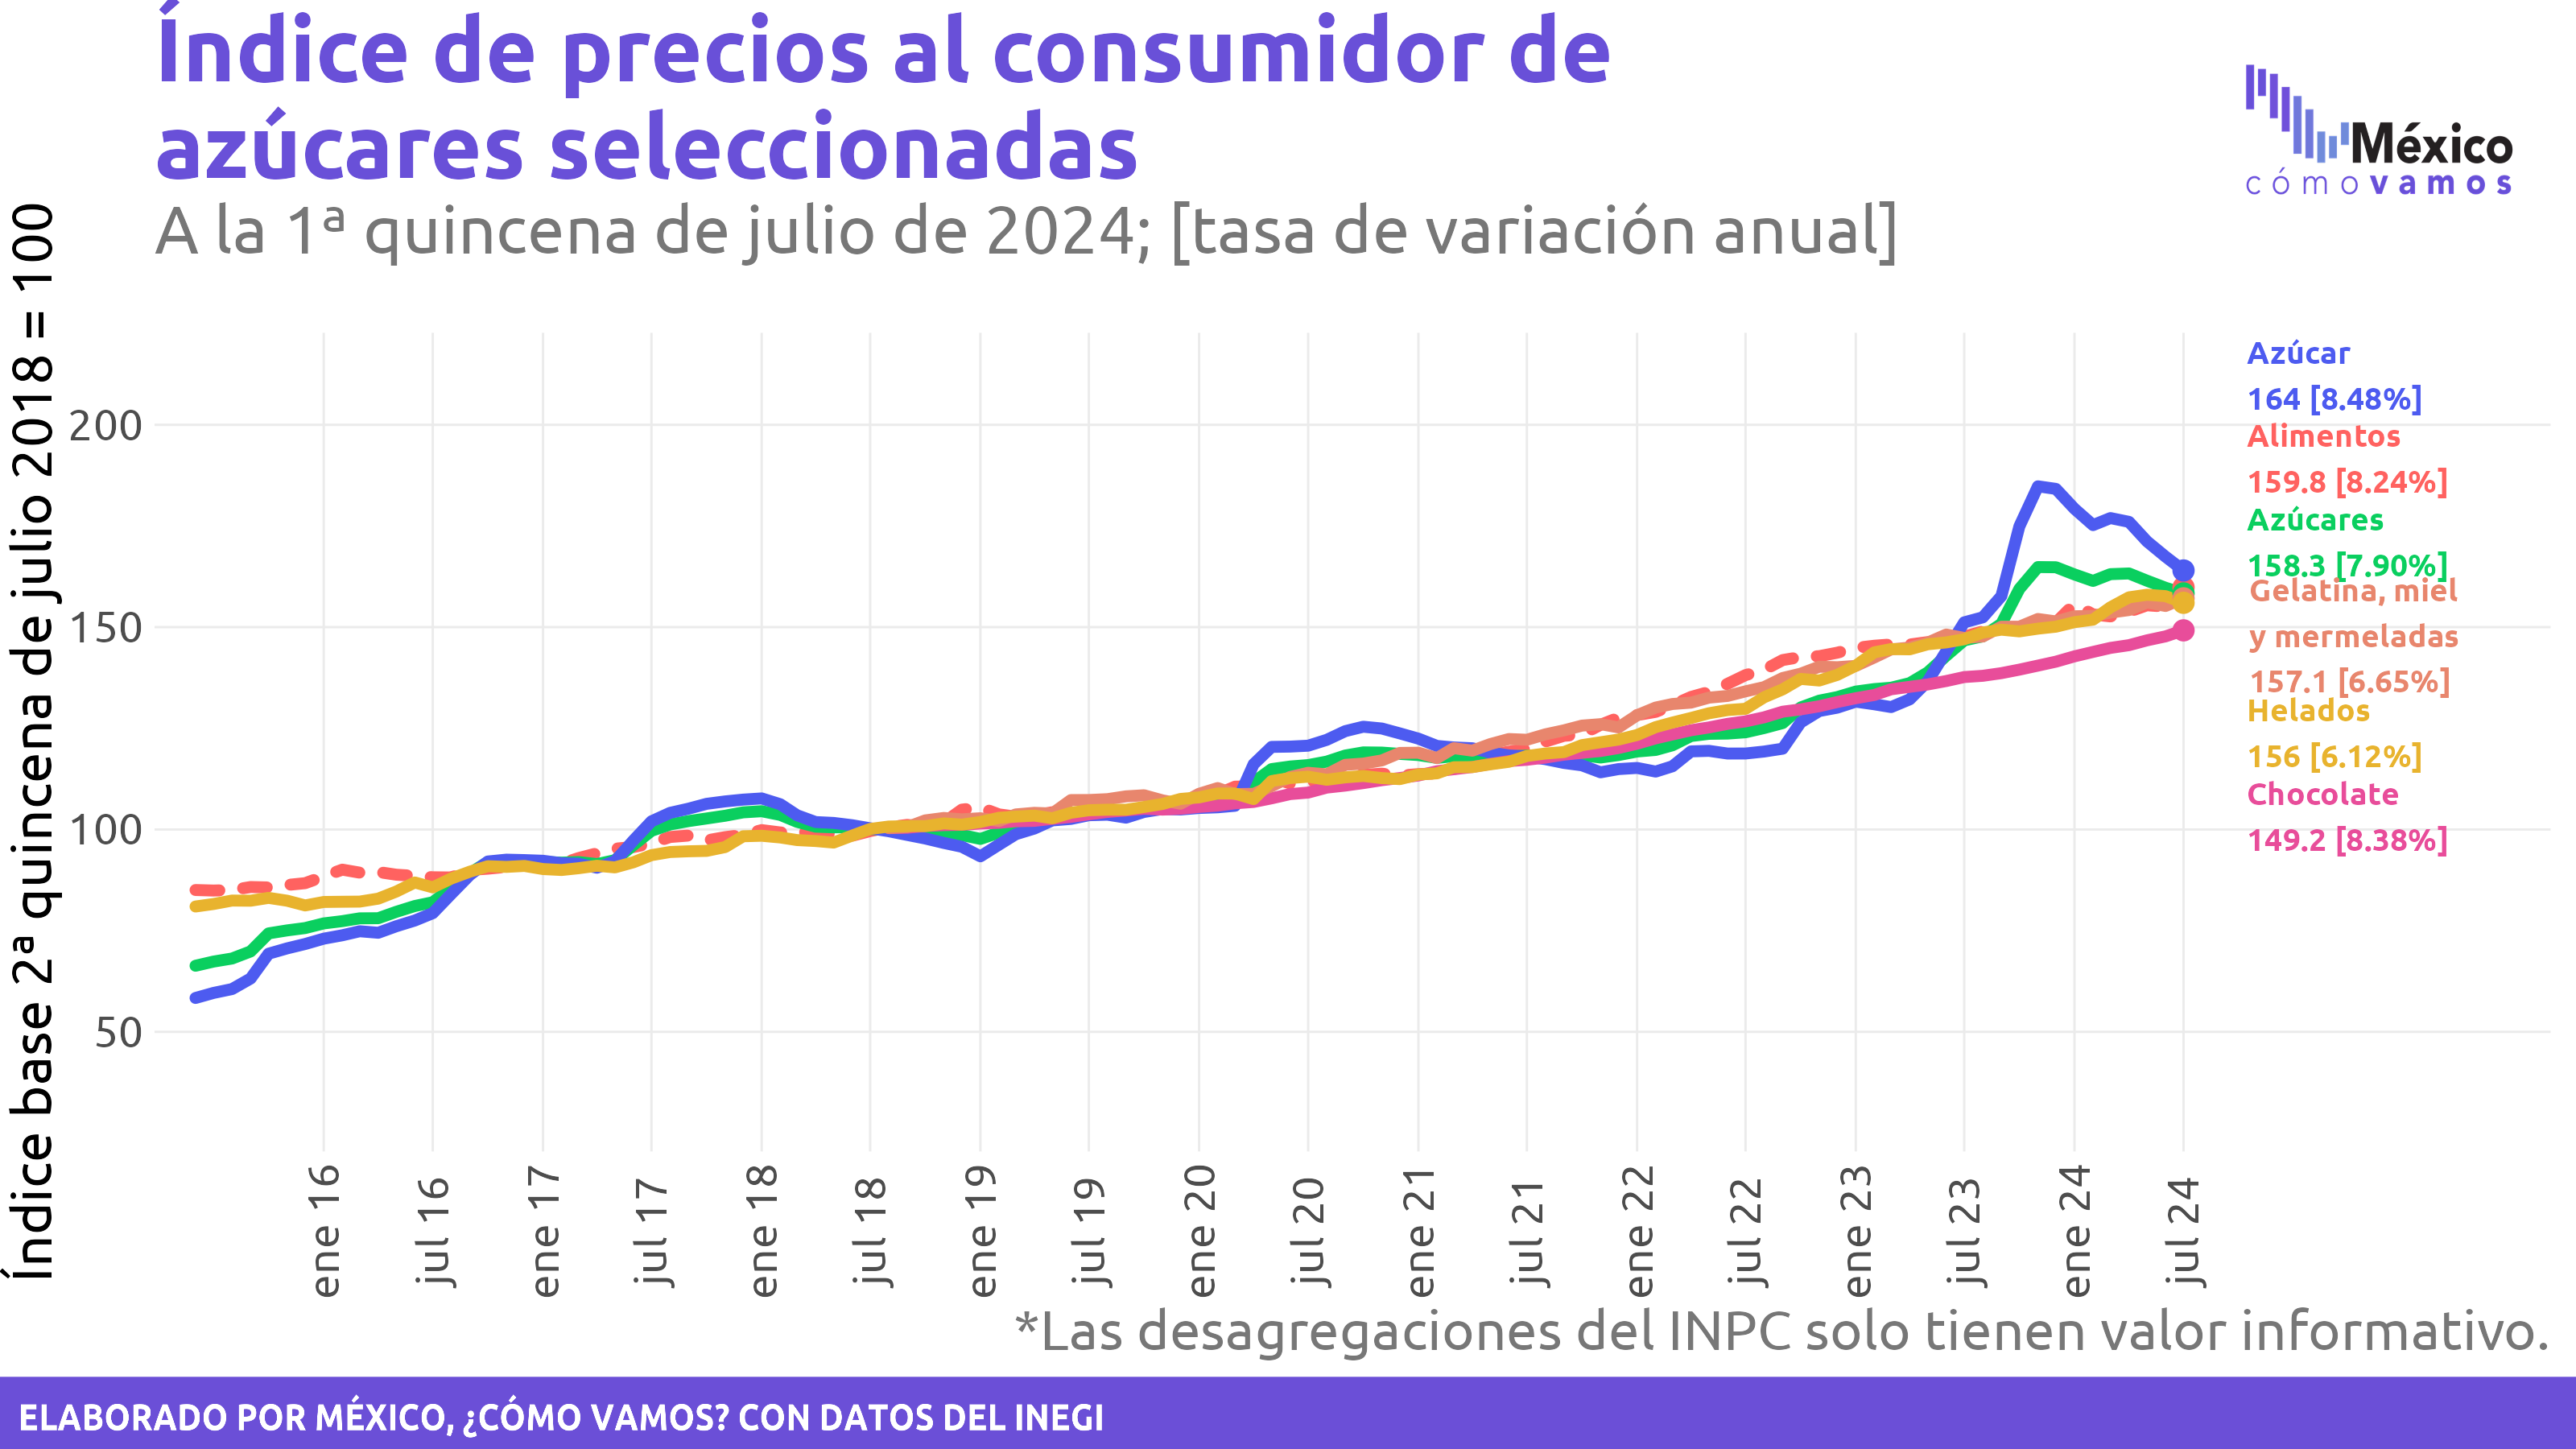 Índice de precios al consumidor de
azúcares seleccionadas
A la 1ª quincena de julio de 2024; [tasa de variación anual]
México
cómo vamos
Índice base 2ª quincena de julio 2018 = 100
200
150
100
50
Azúcar
164 [8.48%]
Alimentos
159.8 [8.24%]
Azúcares
158.3 [7.90%]
Gelatina, miel
y mermeladas
157.1 [6.65%]
Helados
156 [6.12%]
Chocolate
149.2 [8.38%]
ene 16
jul 16
ene 17
jul 17
ene 18
jul 18
ene 19
jul 19
ene 20
jul 20
ene 21
jul 21
ene 22
jul 22
ene 23
jul 23
ene 24
jul 24
*Las desagregaciones del INPC solo tienen valor informativo.
ELABORADO POR MÉXICO, ¿CÓMO VAMOS? CON DATOS DEL INEGI